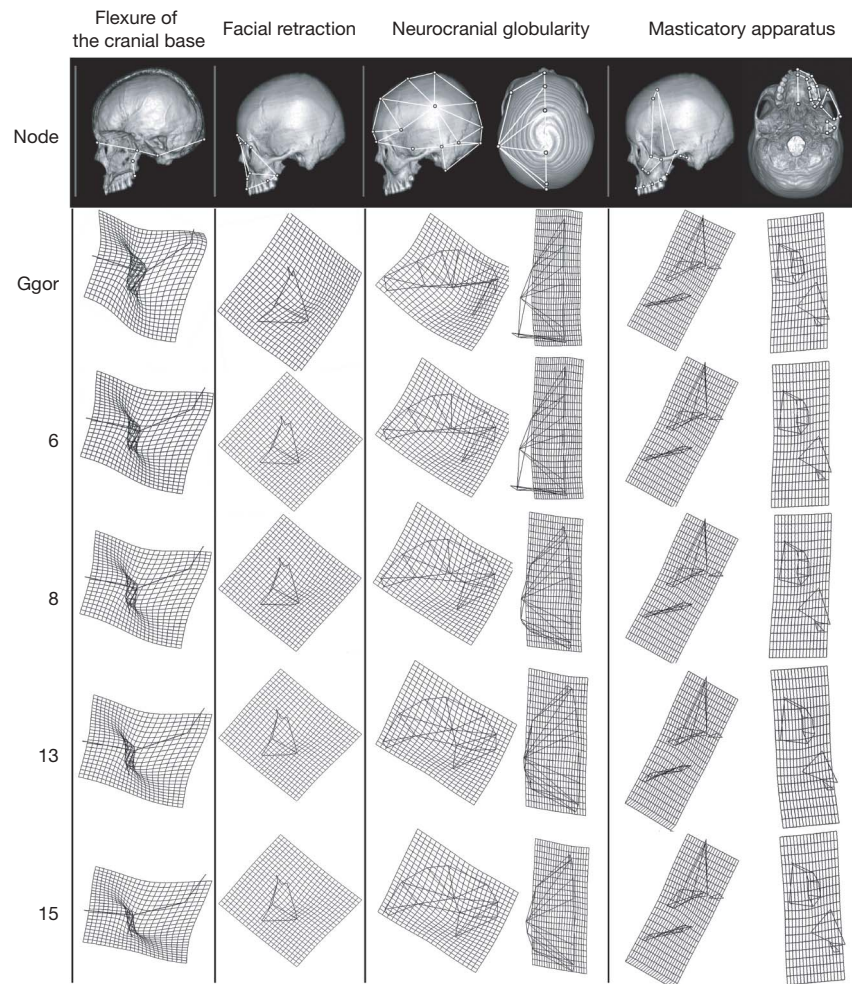 Flexure of
the cranial base
Facial retraction
Neurocranial globularity
Masticatory apparatus
Node
Ggor
6
8
13
15